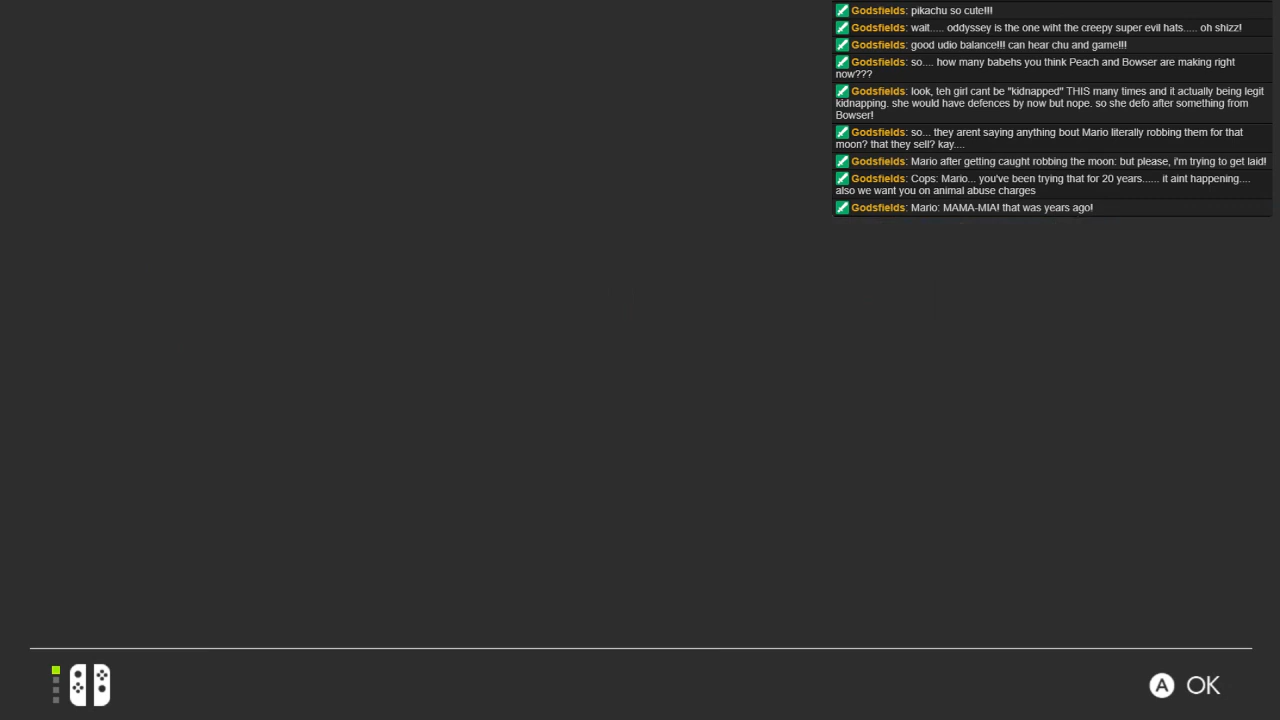 Godsfields: pikachu so cute!!!
Godsfields: wait..... oddyssey is the one wiht the creepy super evil hats..... oh shizz!
Godsfields: good udio balance!!! can hear chu and game!!!
Godsfields: so.... how many babehs you think Peach and Bowser are making right
now???
Godsfields: look, teh girl cant be "kidnapped" THIS many times and it actually being legit
kidnapping. she would have defences by now but nope. so she defo after something from
Bowser!
Godsfields: so... they arent saying anything bout Mario literally robbing them for that
moon? that they sell? kay....
Godsfields: Mario after getting caught robbing the moon: but please, i'm trying to get laid!
Godsfields: Cops: Mario... you've been trying that for 20 years...... it aint happening....
also we want you on animal abuse charges
Godsfields: Mario: MAMA-MIA! that was years ago!
A OK